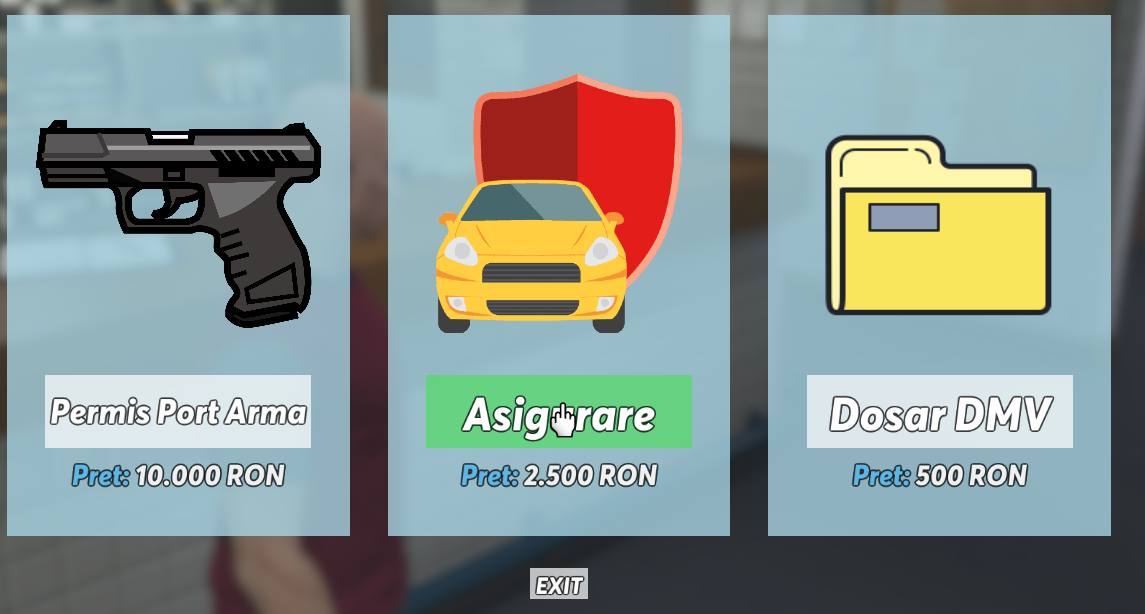 Permis Port Arma
Pret: 10.000 RON
Asigurare
Pret: 2.500 RON
Dosar DMV
Pret: 500 RON
EXIT